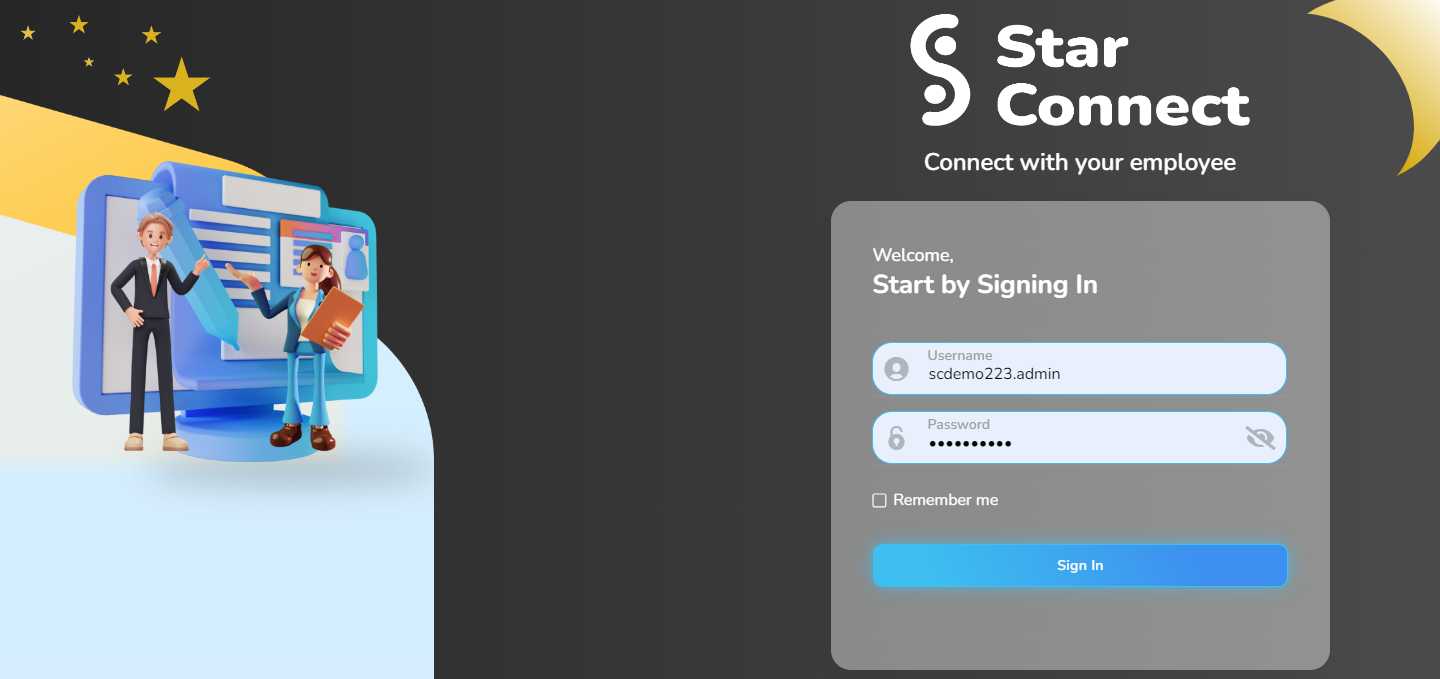 Star
Connect
Connect with your employee
Welcome,
Start by Signing In
Username
scdemo223.admin
Password
••••••••••
Remember me
Sign In